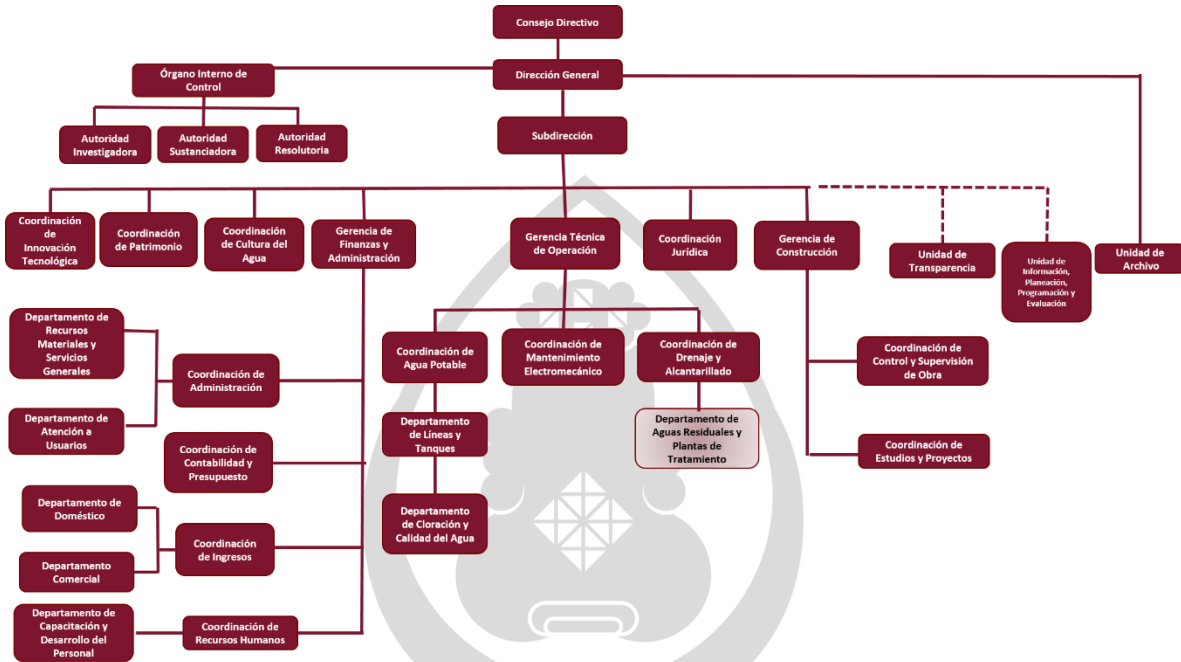 Consejo Directivo
Órgano Interno de
Control
Dirección General
Autoridad
Investigadora
Autoridad
Sustanciadora
Autoridad
Resolutoria
Subdirección
Coordinación
de
Innovación
Tecnológica
Coordinación
de Patrimonio
Coordinación
de Cultura del
Agua
Gerencia de
Finanzas y
Administración
Gerencia Técnica
de Operación
Coordinación
Jurídica
Gerencia de
Construcción
Unidad de
Transparencia
Unidad de
Información,
Planeación,
Programación y
Evaluación
Unidad de
Archivo
Departamento de
Recursos
Materiales y
Servicios
Generales
Coordinación de
Administración
Departamento de
Atención a
Usuarios
Coordinación de
Contabilidad y
Presupuesto
Departamento de
Doméstico
Coordinación
de Ingresos
Departamento
Comercial
Departamento de
Capacitación y
Desarrollo del
Personal
Coordinación de
Recursos Humanos
Coordinación de
Agua Potable
Coordinación de
Mantenimiento
Electromecánico
Coordinación de
Drenaje y
Alcantarillado
Departamento
de Líneas y
Tanques
Departamento de
Aguas Residuales y
Plantas de
Tratamiento
Departamento
de Cloración y
Calidad del Agua
Coordinación de
Control y Supervisión
de Obra
Coordinación de
Estudios y Proyectos